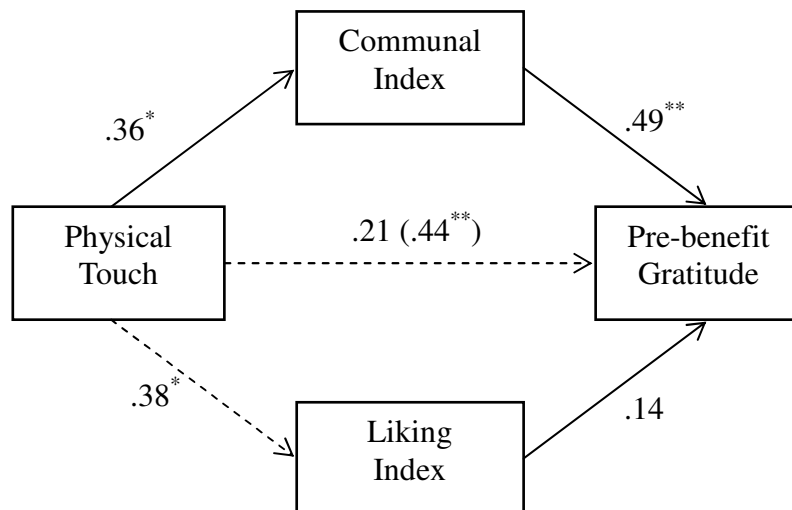 Communal
Index
.36*
.49**
Physical
Touch
.21 (.44**)
Pre-benefit
Gratitude
.38*
.14
Liking
Index